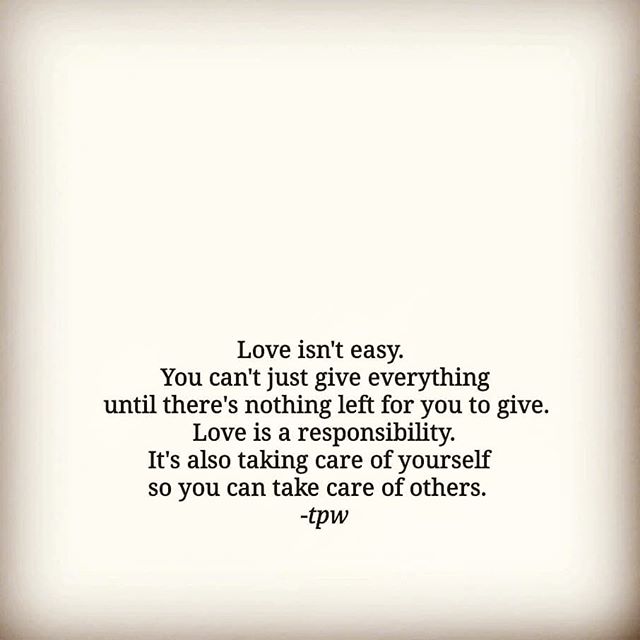 Love isn't easy.
You can't just give everything
until there's nothing left for you to give.
Love is a responsibility.
It's also taking care of yourself
so you can take care of others.
-tpw